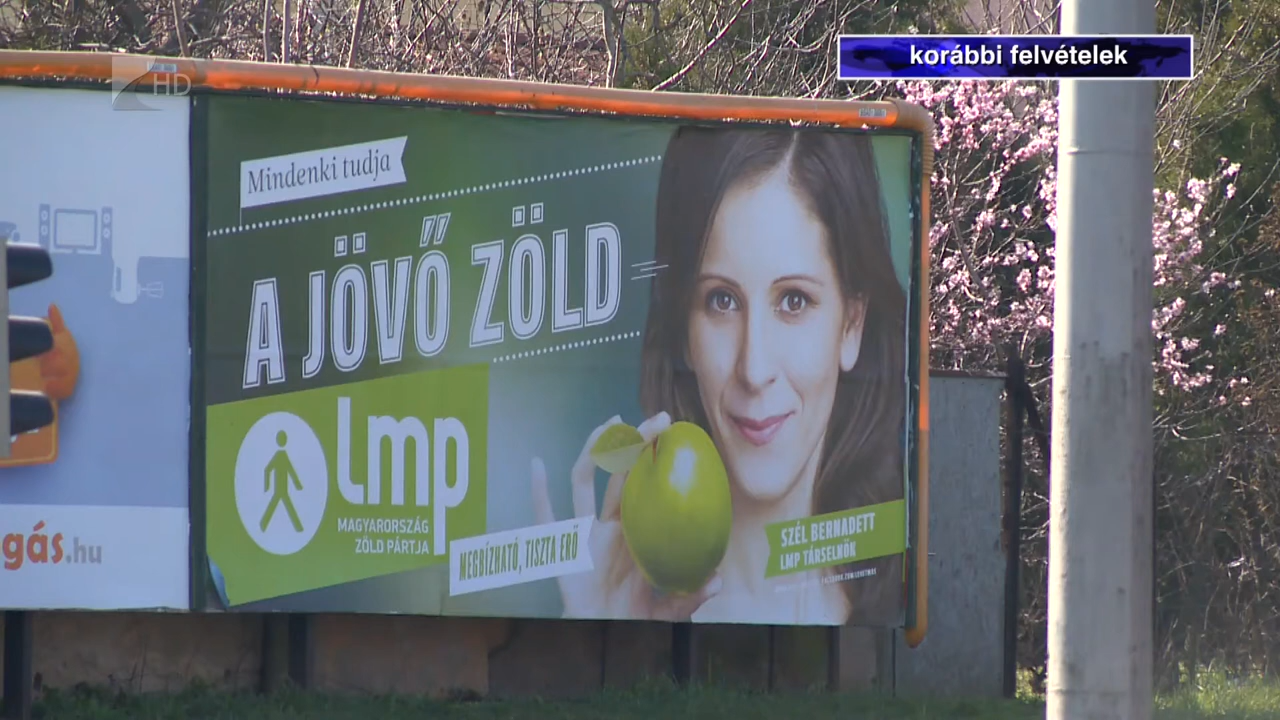 korábbi felvételek
HD
Mindenki tudja
A JÖVŐ ZÖLD
lmp
MAGYARORSZÁG
ZÖLD PÁRTJA
MEGBÍZHATÓ, TISZTA ERŐ
SZÉL BERNADETT
LMP TÁRSELNÖK
gás.hu